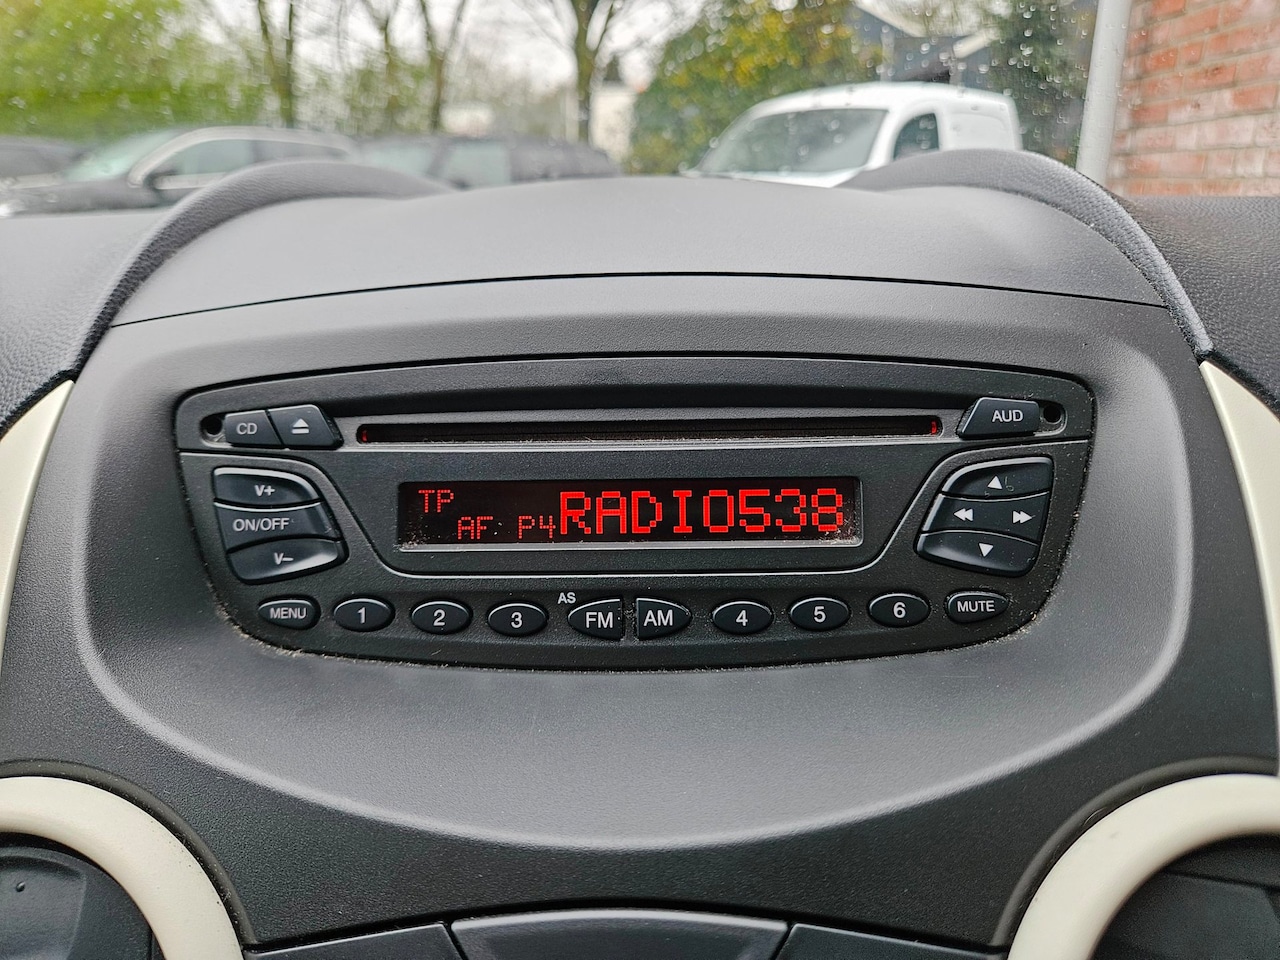 CD AUD
V+
ON/OFF
V-
TP
AF P4 RADIO538
MENU 1 2 3 AS FM AM 4 5 6 MUTE